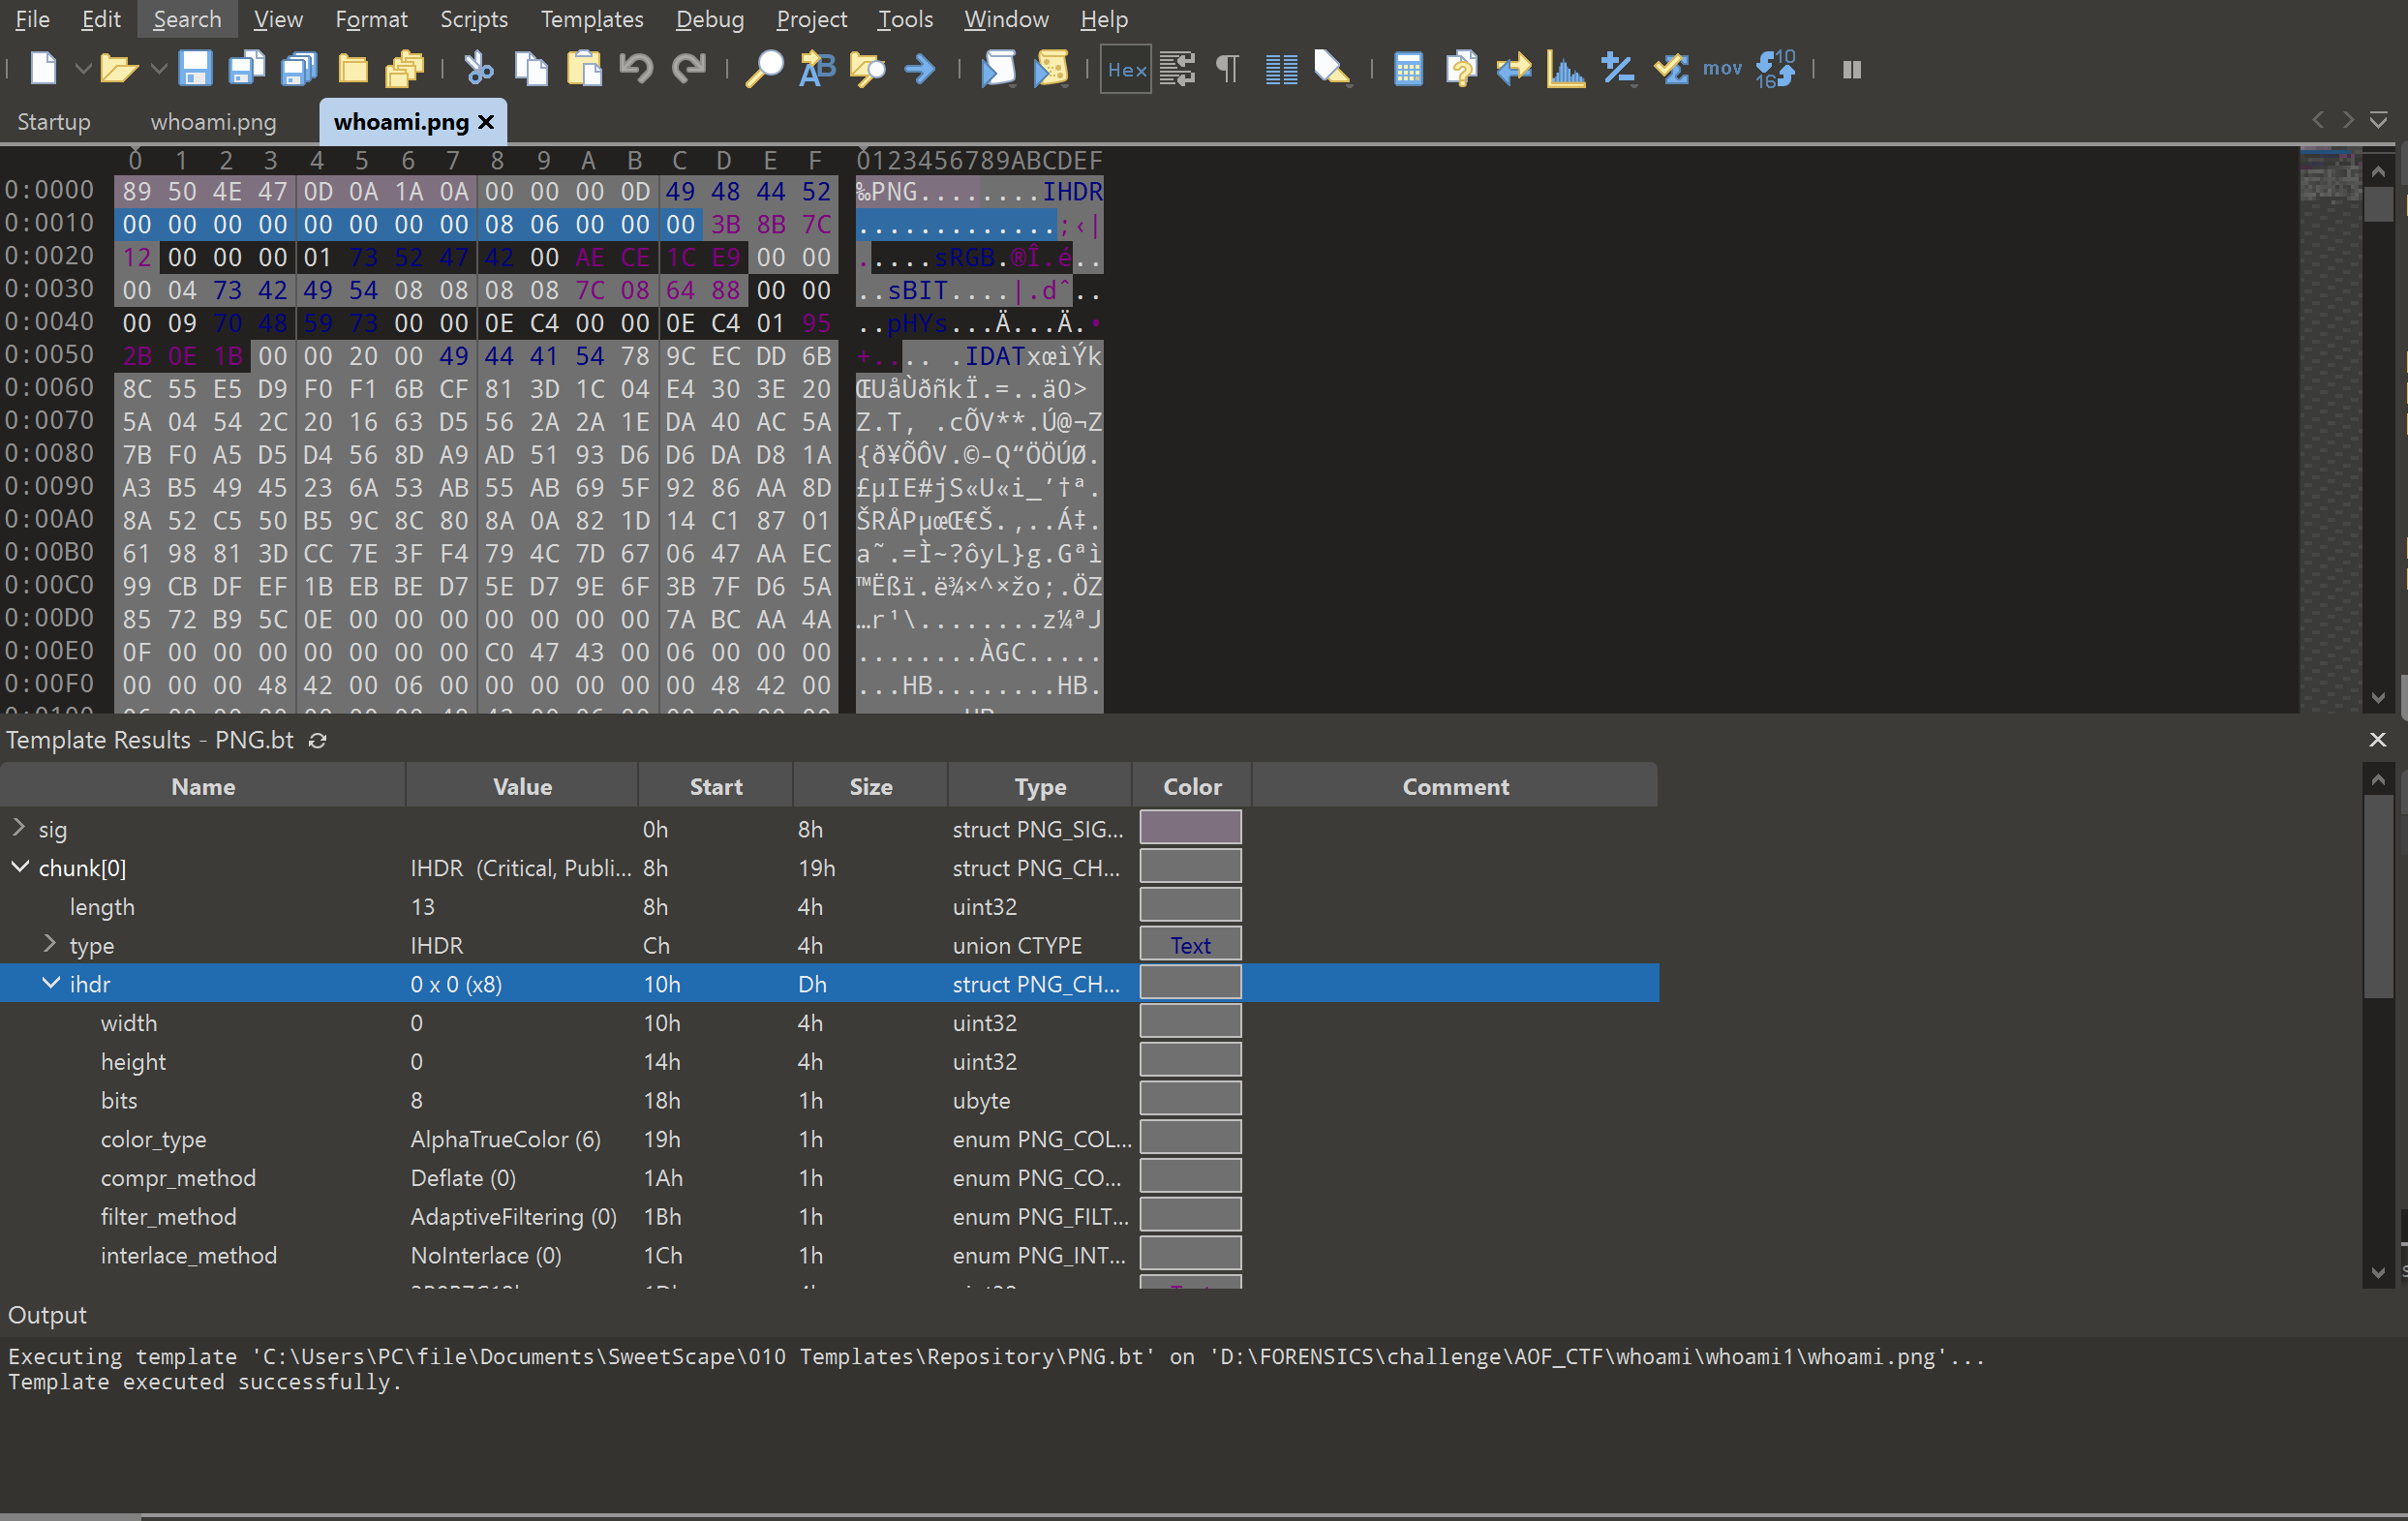 File Edit Search View Format Scripts Templates Debug Project Tools Window Help
Hex mov 10 16
Startup whoami.png whoami.png
0 1 2 3 4 5 6 7 8 9 A B C D E F 0123456789ABCDEF
0:0000 89 50 4E 47 0D 0A 1A 0A 00 00 00 0D 49 48 44 52 ‰PNG........IHDR
0:0010 00 00 00 00 00 00 00 00 08 06 00 00 00 3B 8B 7C .............;‹|
0:0020 12 00 00 00 01 73 52 47 42 00 AE CE 1C E9 00 00 .....sRGB.®Î.é..
0:0030 00 04 73 42 49 54 08 08 08 08 7C 08 64 88 00 00 ..sBIT....|.dˆ..
0:0040 00 09 70 48 59 73 00 00 0E C4 00 00 0E C4 01 95 ..pHYs...Ä...Ä.•
0:0050 2B 0E 1B 00 00 20 00 49 44 41 54 78 9C EC DD 6B +.... .IDATxœìÝk
0:0060 8C 55 E5 D9 F0 F1 6B CF 81 3D 1C 04 E4 30 3E 20 ŒUåÙðñkÏ.=..ä0>
0:0070 5A 04 54 2C 20 16 63 D5 56 2A 2A 1E DA 40 AC 5A Z.T, .cÕV**.Ú@¬Z
0:0080 7B F0 A5 D5 D4 56 8D A9 AD 51 93 D6 D6 DA D8 1A {ð¥ÕÔV.©-Q“ÖÖÚØ.
0:0090 A3 B5 49 45 23 6A 53 AB 55 AB 69 5F 92 86 AA 8D £µIE#jS«U«i_’†ª.
0:00A0 8A 52 C5 50 B5 9C 8C 80 8A 0A 82 1D 14 C1 87 01 ŠRÅPµœŒ€Š.‚..Á‡.
0:00B0 61 98 81 3D CC 7E 3F F4 79 4C 7D 67 06 47 AA EC a˜.=Ì~?ôyL}g.Gªì
0:00C0 99 CB DF EF 1B EB BE D7 5E D7 9E 6F 3B 7F D6 5A ™Ëßï.ë¾×^×žo;.ÖZ
0:00D0 85 72 B9 5C 0E 00 00 00 00 00 00 00 7A BC AA 4A …r¹\........z¼ªJ
0:00E0 0F 00 00 00 00 00 00 00 C0 47 43 00 06 00 00 00 ........ÀGC.....
0:00F0 00 00 00 48 42 00 06 00 00 00 00 00 00 48 42 00 ...HB........HB.
Template Results - PNG.bt
Name Value Start Size Type Color Comment
sig 0h 8h struct PNG_SIG...
chunk[0] IHDR (Critical, Publi... 8h 19h struct PNG_CH...
length 13 8h 4h uint32
type IHDR Ch 4h union CTYPE Text
ihdr 0 x 0 (x8) 10h Dh struct PNG_CH...
width 0 10h 4h uint32
height 0 14h 4h uint32
bits 8 18h 1h ubyte
color_type AlphaTrueColor (6) 19h 1h enum PNG_COL...
compr_method Deflate (0) 1Ah 1h enum PNG_CO...
filter_method AdaptiveFiltering (0) 1Bh 1h enum PNG_FILT...
interlace_method NoInterlace (0) 1Ch 1h enum PNG_INT...
Output
Executing template 'C:\Users\PC\file\Documents\SweetScape\010 Templates\Repository\PNG.bt' on 'D:\FORENSICS\challenge\AOF_CTF\whoami\whoami1\whoami.png'...
Template executed successfully.